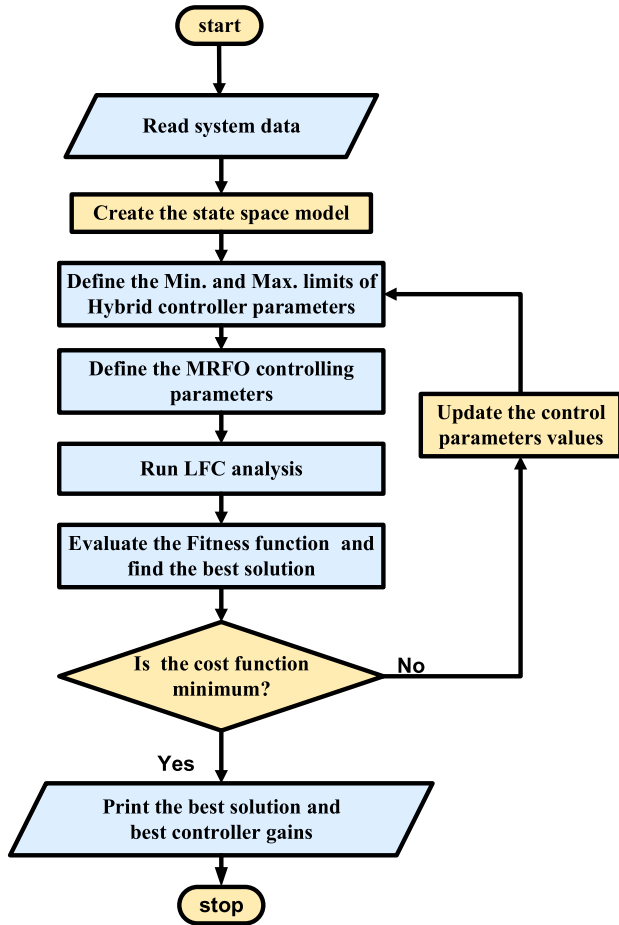 start
Read system data
Create the state space model
Define the Min. and Max. limits of
Hybrid controller parameters
Define the MRFO controlling
parameters
Update the control
parameters values
Run LFC analysis
Evaluate the Fitness function and
find the best solution
Is the cost function
minimum?
No
Yes
Print the best solution and
best controller gains
stop